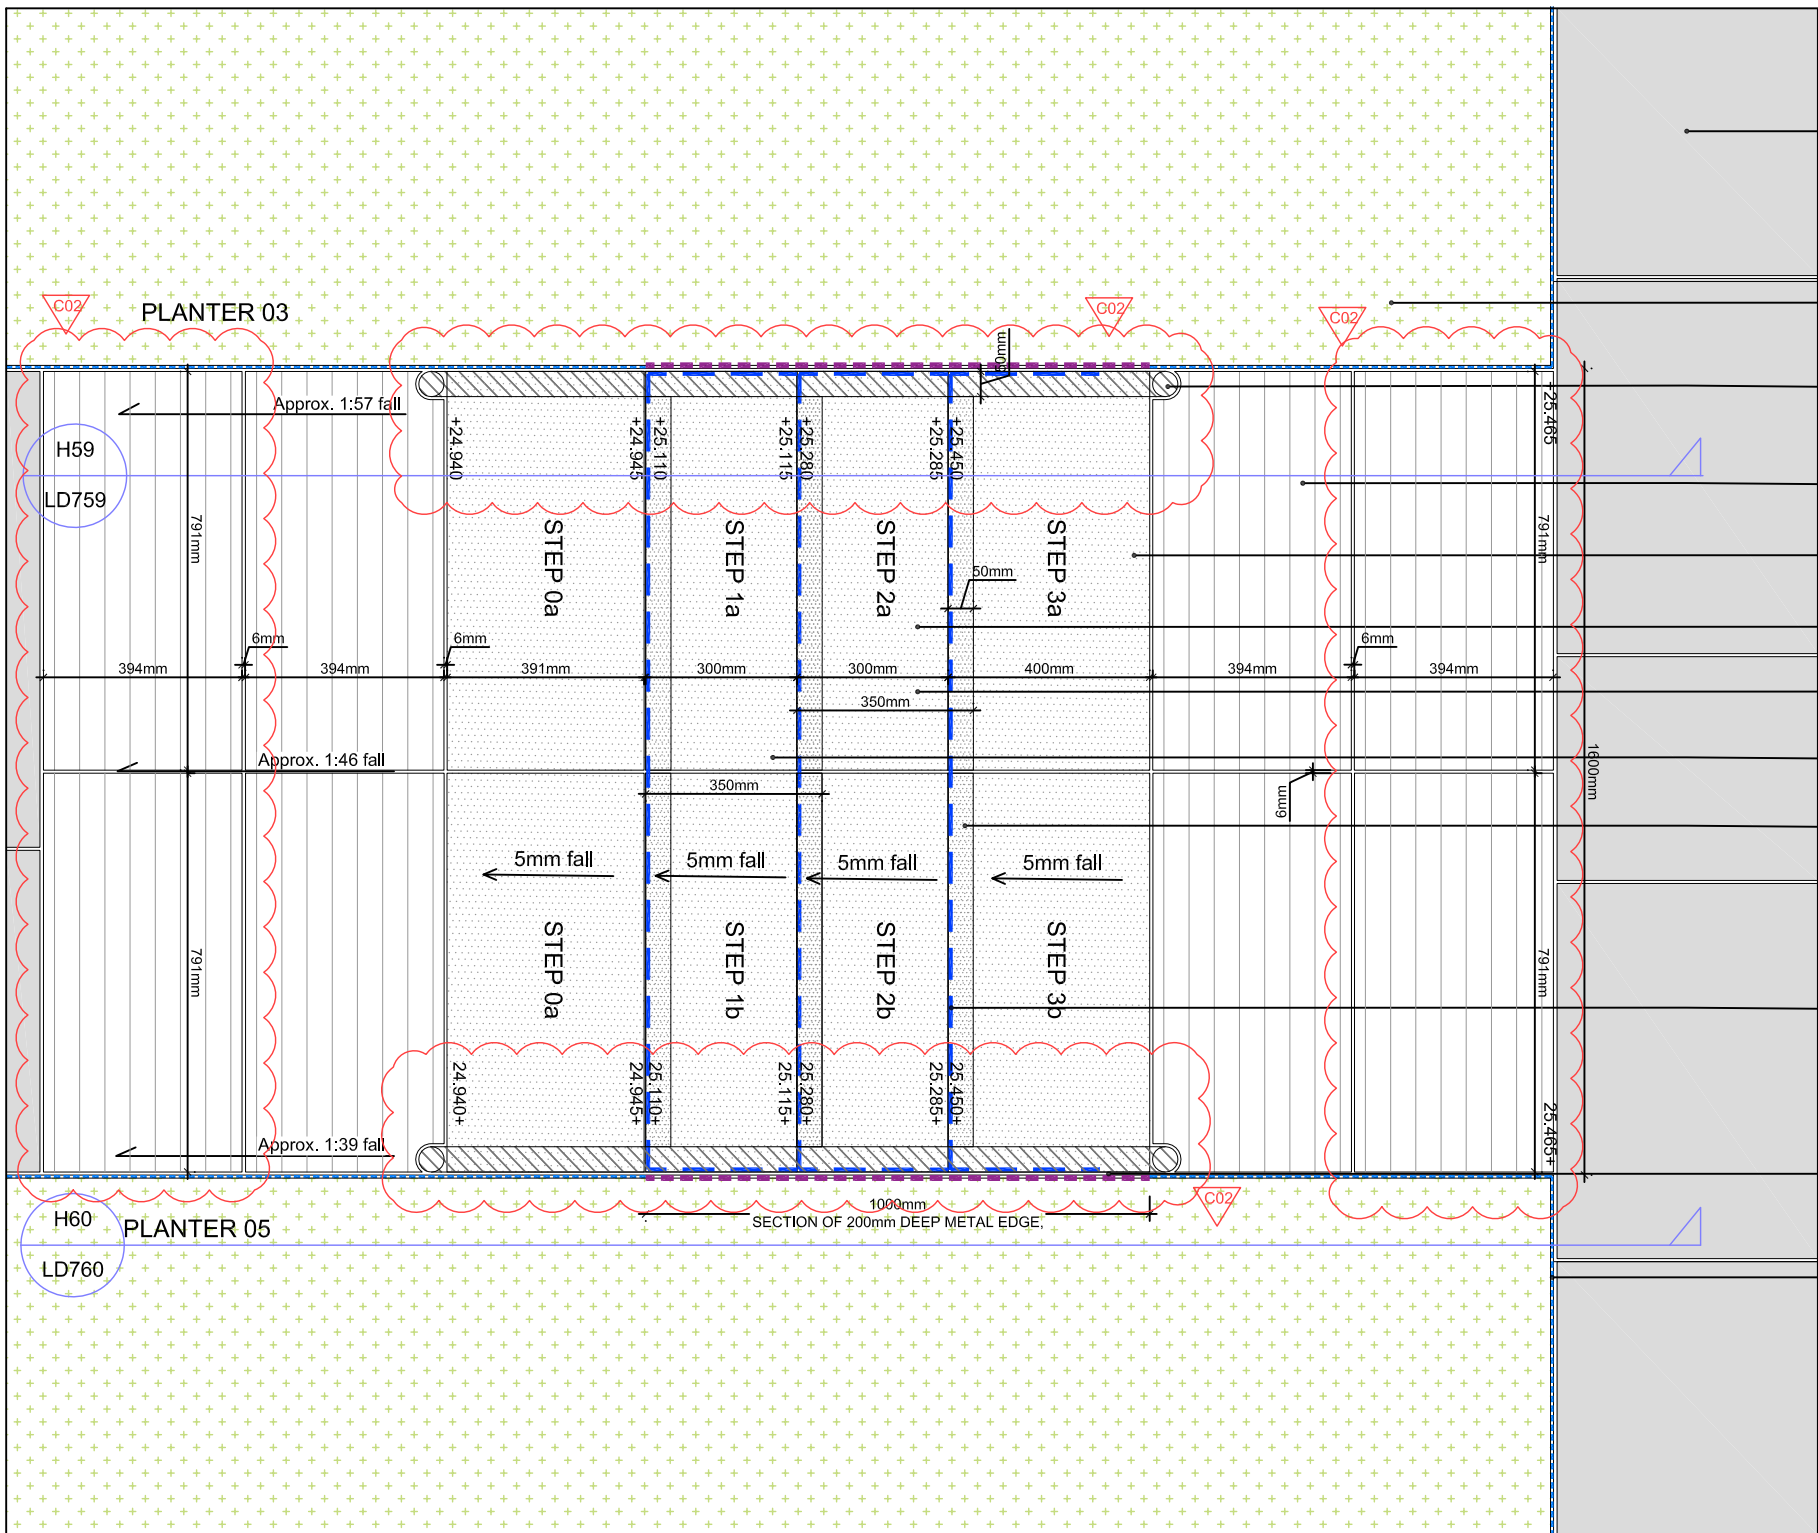 C02
C02
C02
PLANTER 03
50mm
Approx. 1:57 fall
+25.465
H59
LD759
+24.940
+24.945
+25.110
+25.115
+25.280
+25.285
+25.450
791mm
STEP 0a
STEP 1a
STEP 2a
STEP 3a
791mm
50mm
6mm
6mm
6mm
394mm
394mm
391mm
300mm
300mm
400mm
394mm
394mm
350mm
Approx. 1:46 fall
1600mm
350mm
6mm
5mm fall
5mm fall
5mm fall
5mm fall
791mm
STEP 0a
STEP 1b
STEP 2b
STEP 3b
791mm
24.940+
24.945+
25.110+
25.115+
25.280+
25.285+
25.450+
25.465+
Approx. 1:39 fall
C02
1000mm
SECTION OF 200mm DEEP METAL EDGE,
H60
PLANTER 05
LD760